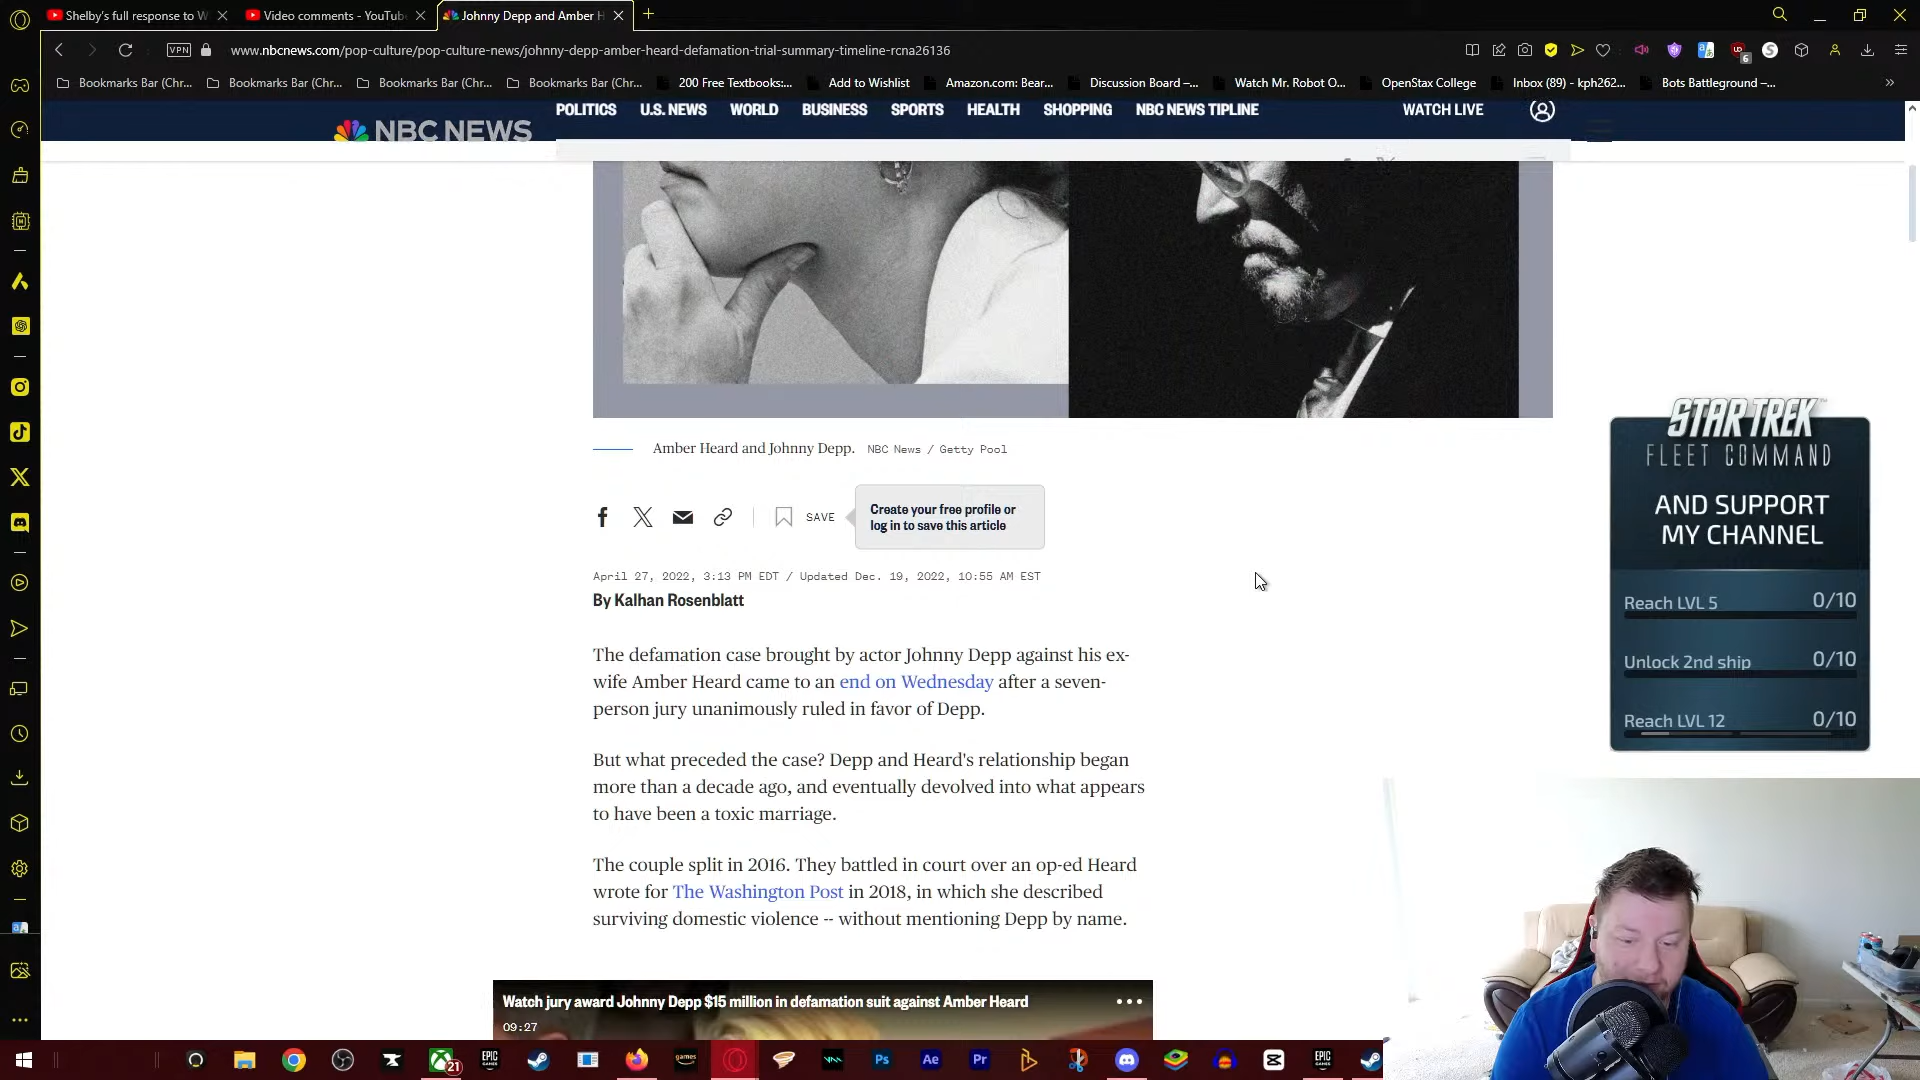 Shelby's full response to W
Video comments - YouTub
Johnny Depp and Amber H
VPN
www.nbcnews.com/pop-culture/pop-culture-news/johnny-depp-amber-heard-defamation-trial-summary-timeline-rcna26136
6
Bookmarks Bar (Chr...
Bookmarks Bar (Chr...
Bookmarks Bar (Chr...
Bookmarks Bar (Chr...
200 Free Textbooks:...
Add to Wishlist
Amazon.com: Bear...
Discussion Board –...
Watch Mr. Robot O...
OpenStax College
Inbox (89) - kph262...
Bots Battleground –...
NBC NEWS
POLITICS
U.S. NEWS
WORLD
BUSINESS
SPORTS
HEALTH
SHOPPING
NBC NEWS TIPLINE
WATCH LIVE
Amber Heard and Johnny Depp. NBC News / Getty Pool
SAVE
Create your free profile or
log in to save this article
April 27, 2022, 3:13 PM EDT / Updated Dec. 19, 2022, 10:55 AM EST
By Kalhan Rosenblatt
The defamation case brought by actor Johnny Depp against his ex-
wife Amber Heard came to an end on Wednesday after a seven-
person jury unanimously ruled in favor of Depp.
But what preceded the case? Depp and Heard's relationship began
more than a decade ago, and eventually devolved into what appears
to have been a toxic marriage.
The couple split in 2016. They battled in court over an op-ed Heard
wrote for The Washington Post in 2018, in which she described
surviving domestic violence -- without mentioning Depp by name.
Watch jury award Johnny Depp $15 million in defamation suit against Amber Heard
09:27
STAR TREK
FLEET COMMAND
AND SUPPORT
MY CHANNEL
Reach LVL 5 0/10
Unlock 2nd ship 0/10
Reach LVL 12 0/10
21
EPIC
GAMES
games
Ps
Ae
Pr
EPIC
GAMES